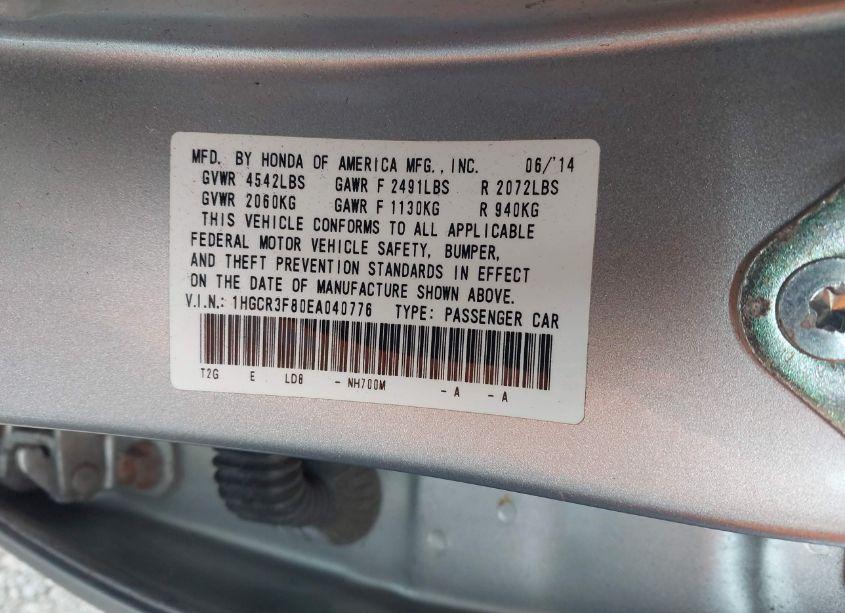 MFD. BY HONDA OF AMERICA MFG., INC. 06/'14
GVWR 4542LBS GAWR F 2491LBS R 2072LBS
GVWR 2060KG GAWR F 1130KG R 940KG
THIS VEHICLE CONFORMS TO ALL APPLICABLE
FEDERAL MOTOR VEHICLE SAFETY, BUMPER,
AND THEFT PREVENTION STANDARDS IN EFFECT
ON THE DATE OF MANUFACTURE SHOWN ABOVE.
V.I.N.: 1HGCR3F80EA040776 TYPE: PASSENGER CAR
T2G E LD8 - NH700M - A - A